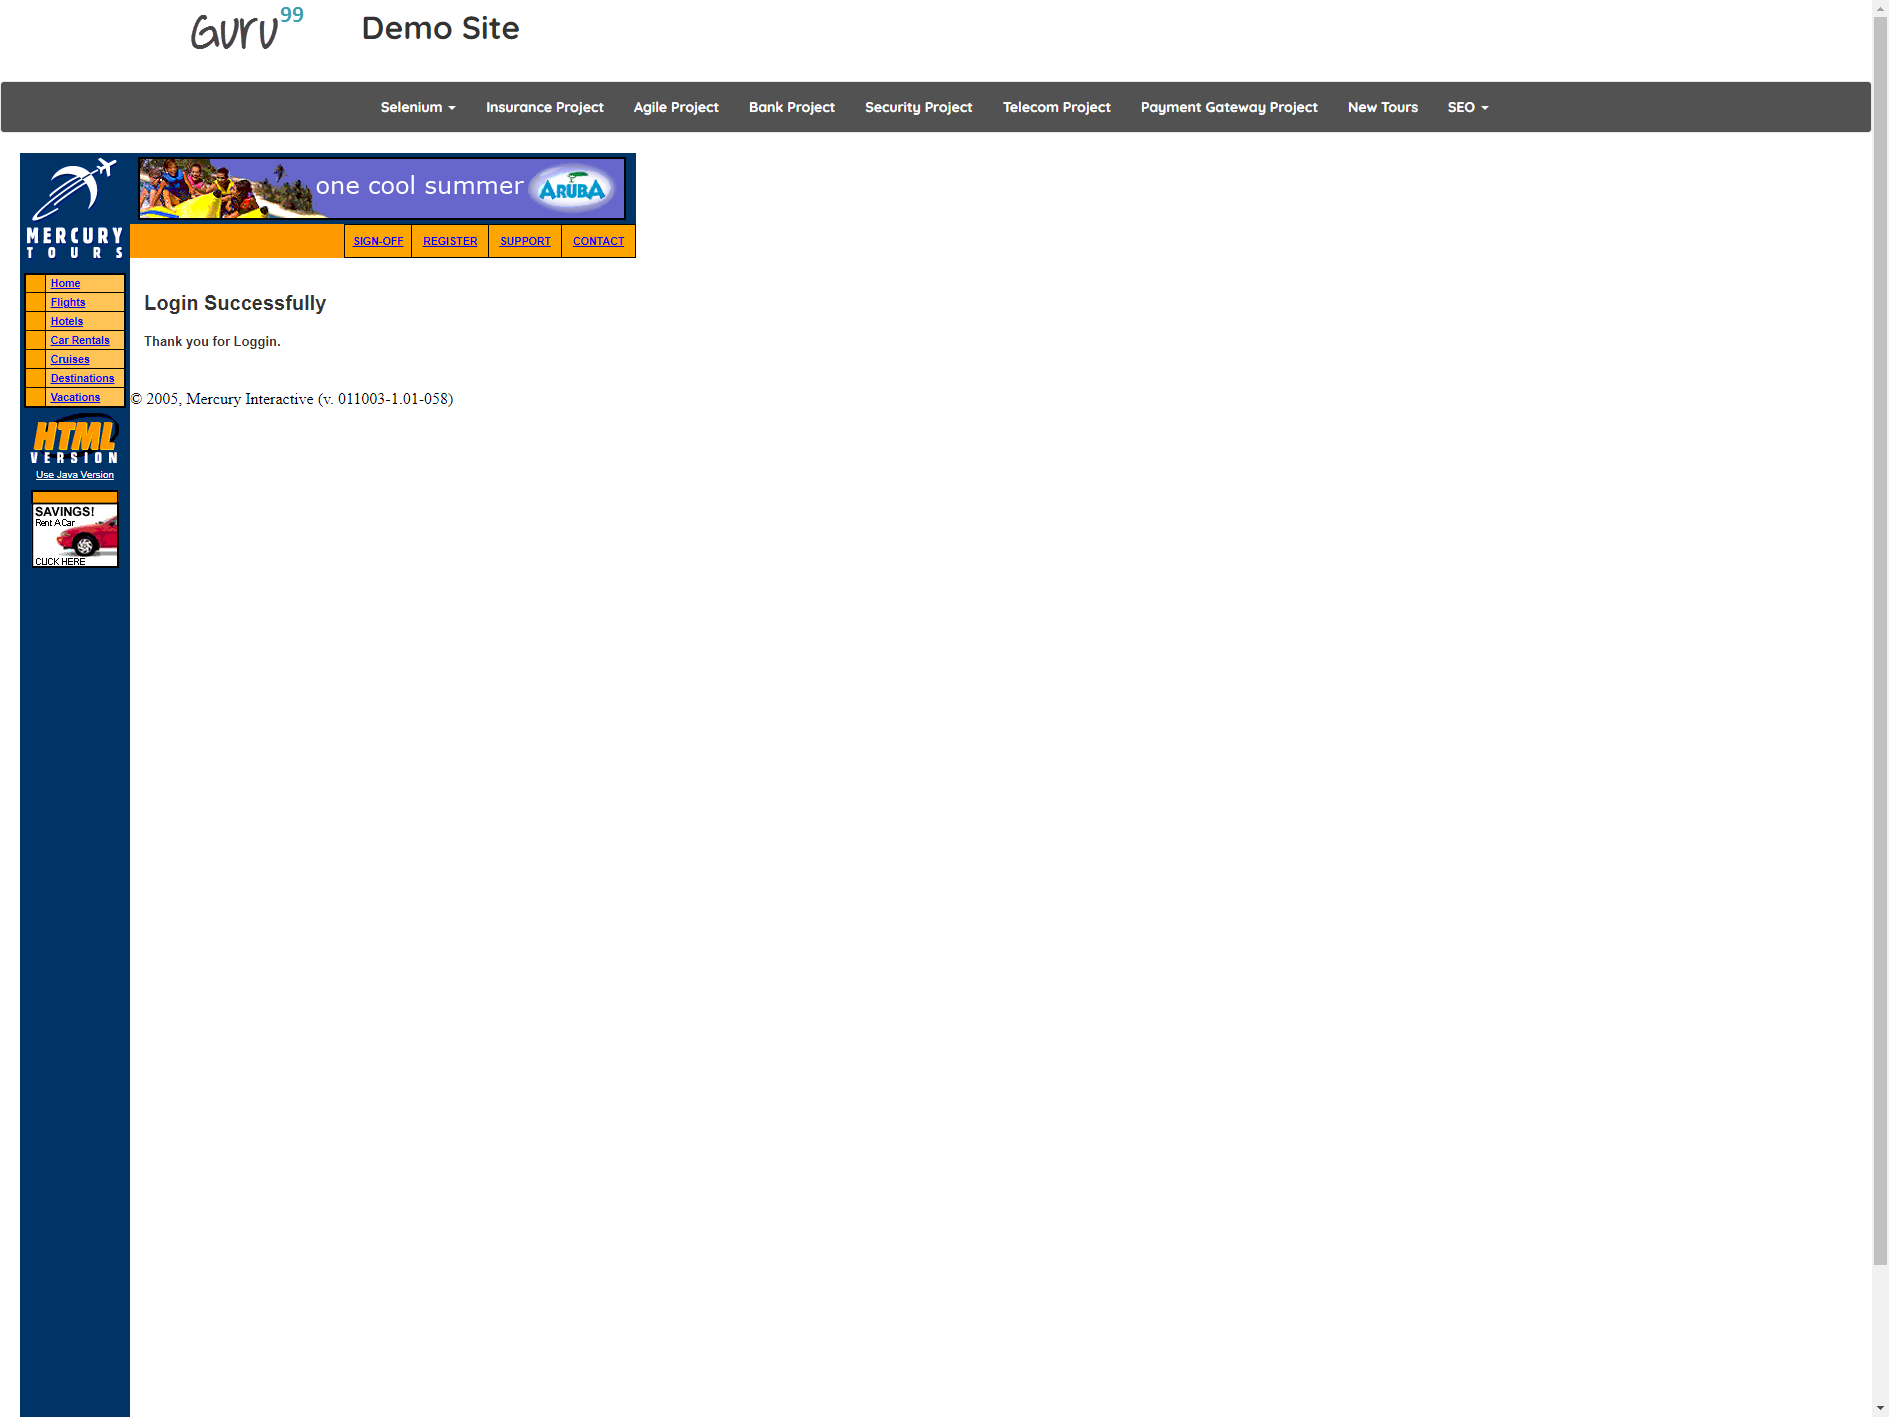 Guru99
Demo Site
Selenium
Insurance Project
Agile Project
Bank Project
Security Project
Telecom Project
Payment Gateway Project
New Tours
SEO
MERCURY
TOURS
one cool summer
ARUBA
SIGN-OFF
REGISTER
SUPPORT
CONTACT
Home
Flights
Hotels
Car Rentals
Cruises
Destinations
Vacations
HTML
VERSION
Use Java Version
SAVINGS!
Rent A Car
CLICK HERE
Login Successfully
Thank you for Loggin.
© 2005, Mercury Interactive (v. 011003-1.01-058)